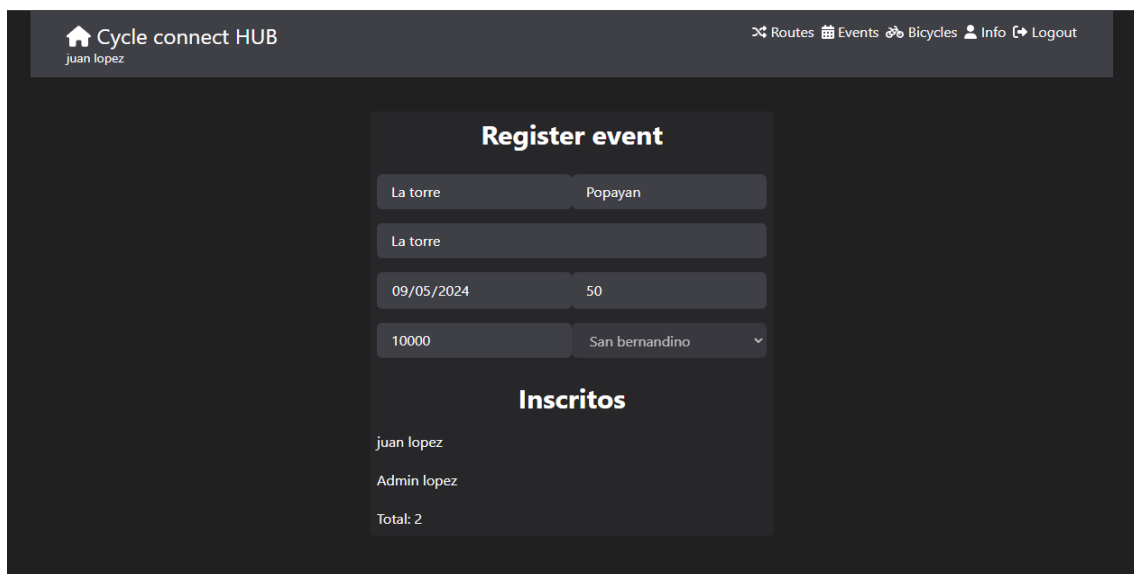 Cycle connect HUB
juan lopez
Routes Events Bicycles Info Logout
Register event
La torre Popayan
La torre
09/05/2024 50
10000 San bernandino
Inscritos
juan lopez
Admin lopez
Total: 2